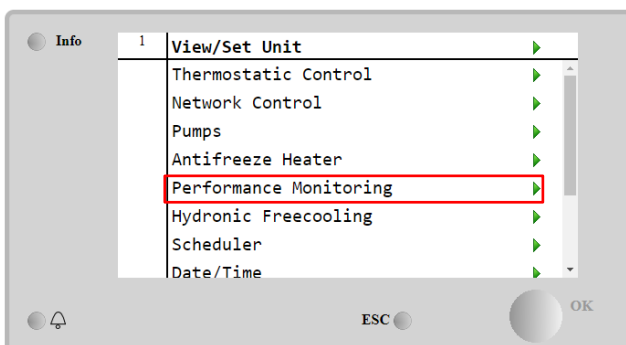 Info
1 View/Set Unit
Thermostatic Control
Network Control
Pumps
Antifreeze Heater
Performance Monitoring
Hydronic Freecooling
Scheduler
Date/Time
ESC OK